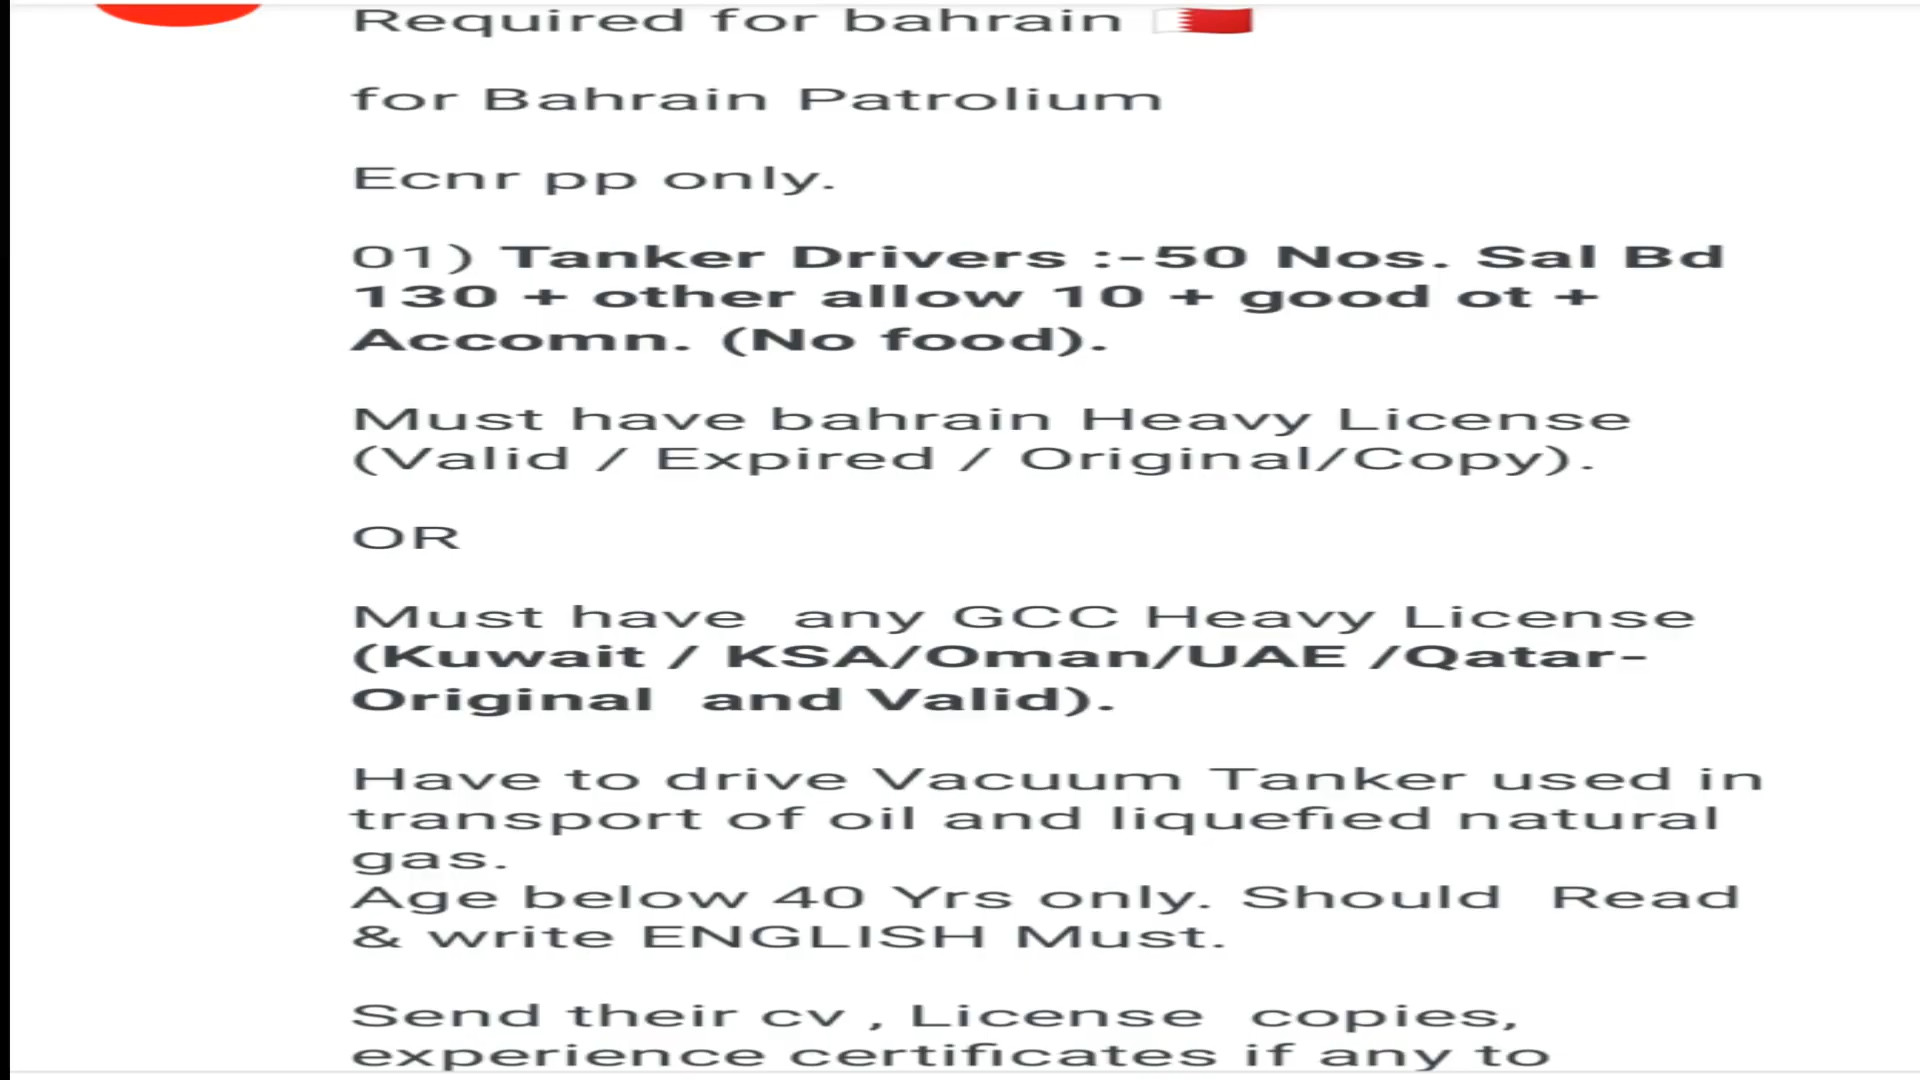 Required for bahrain 🇧🇭
for Bahrain Patrolium
Ecnr pp only.
01) Tanker Drivers :-50 Nos. Sal Bd
130 + other allow 10 + good ot +
Accomn. (No food).
Must have bahrain Heavy License
(Valid / Expired / Original/Copy).
OR
Must have  any GCC Heavy License
(Kuwait / KSA/Oman/UAE /Qatar-
Original  and Valid).
Have to drive Vacuum Tanker used in
transport of oil and liquefied natural
gas.
Age below 40 Yrs only. Should  Read
& write ENGLISH Must.
Send their cv , License  copies,
experience certificates if any to